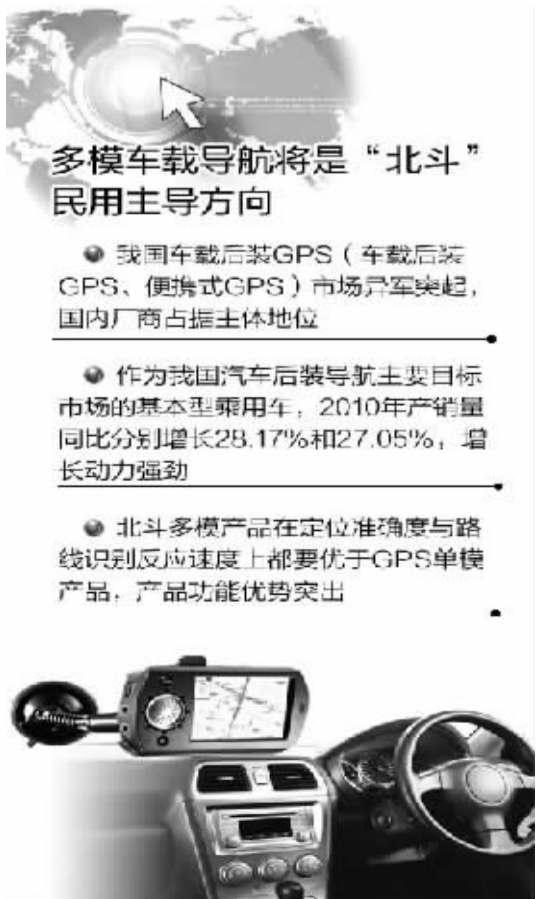 多模车载导航将是“北斗”
民用主导方向
我国车载后装GPS（车载后装
GPS、便携式GPS）市场异军突起，
国内厂商占据主体地位
作为我国汽车后装导航主要目标
市场的基本型乘用车，2010年产销量
同比分别增长28.17%和27.05%，增
长动力强劲
北斗多模产品在定位准确度与路
线识别反应速度上都要优于GPS单模
产品，产品功能优势突出